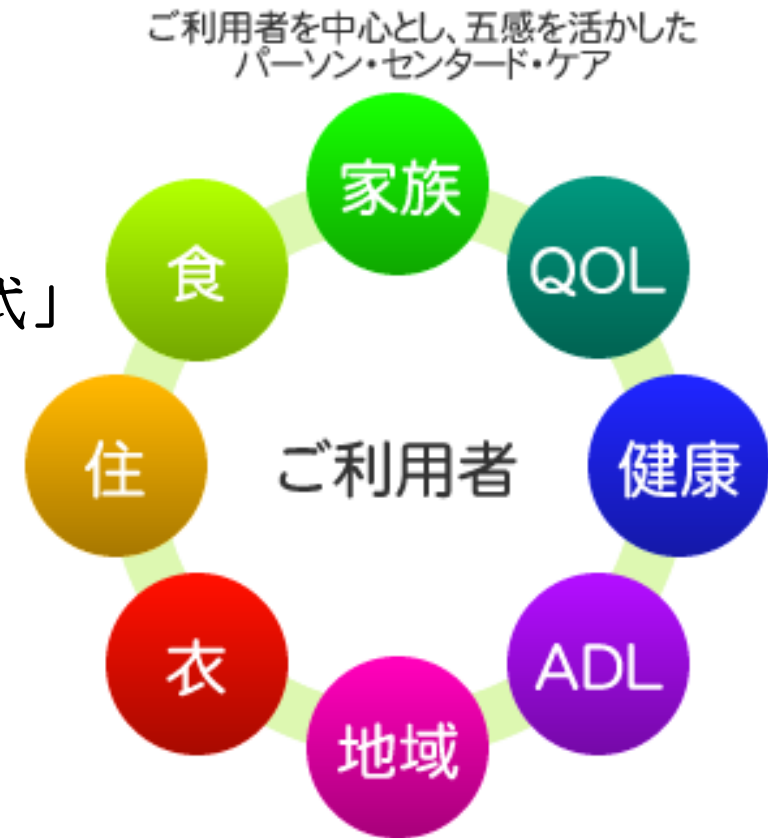 ご利用者を中心とし、五感を活かした
パーソン・センタード・ケア
家族
食
QOL
式」
住
ご利用者
健康
衣
ADL
地域